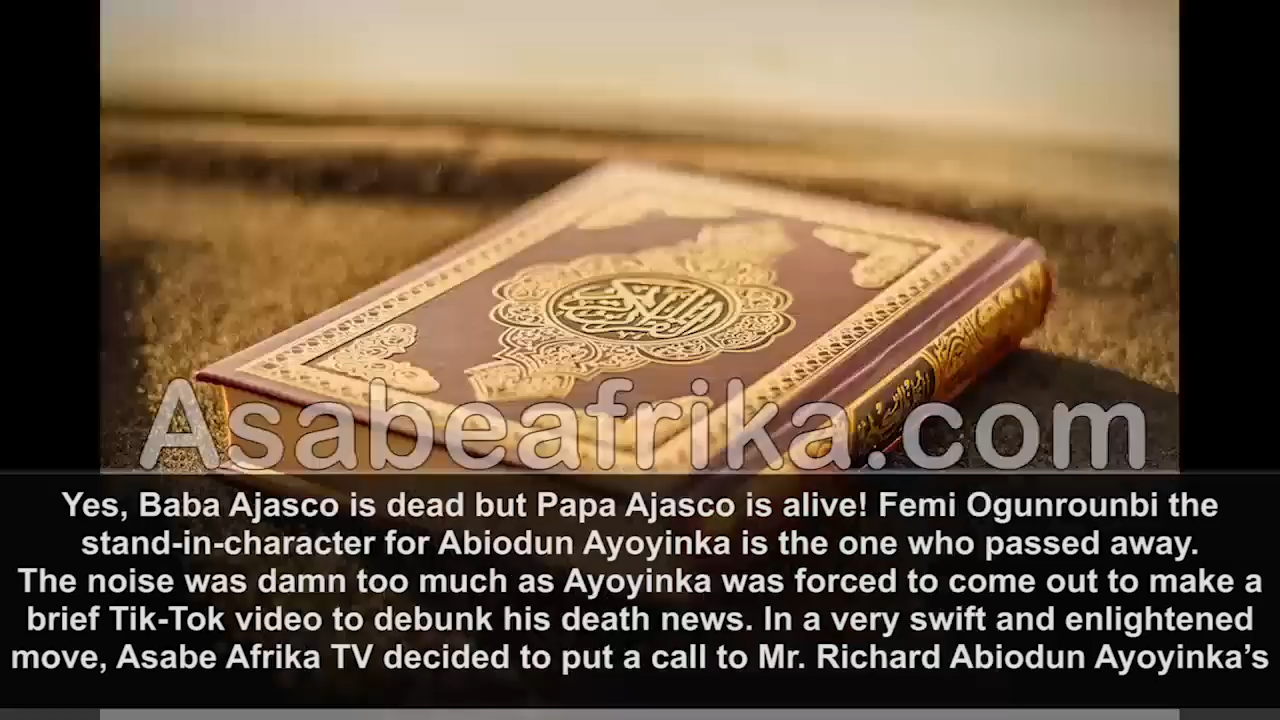 Asabeafrika.com
Yes, Baba Ajasco is dead but Papa Ajasco is alive! Femi Ogunrounbi the
stand-in-character for Abiodun Ayoyinka is the one who passed away.
The noise was damn too much as Ayoyinka was forced to come out to make a
brief Tik-Tok video to debunk his death news. In a very swift and enlightened
move, Asabe Afrika TV decided to put a call to Mr. Richard Abiodun Ayoyinka’s